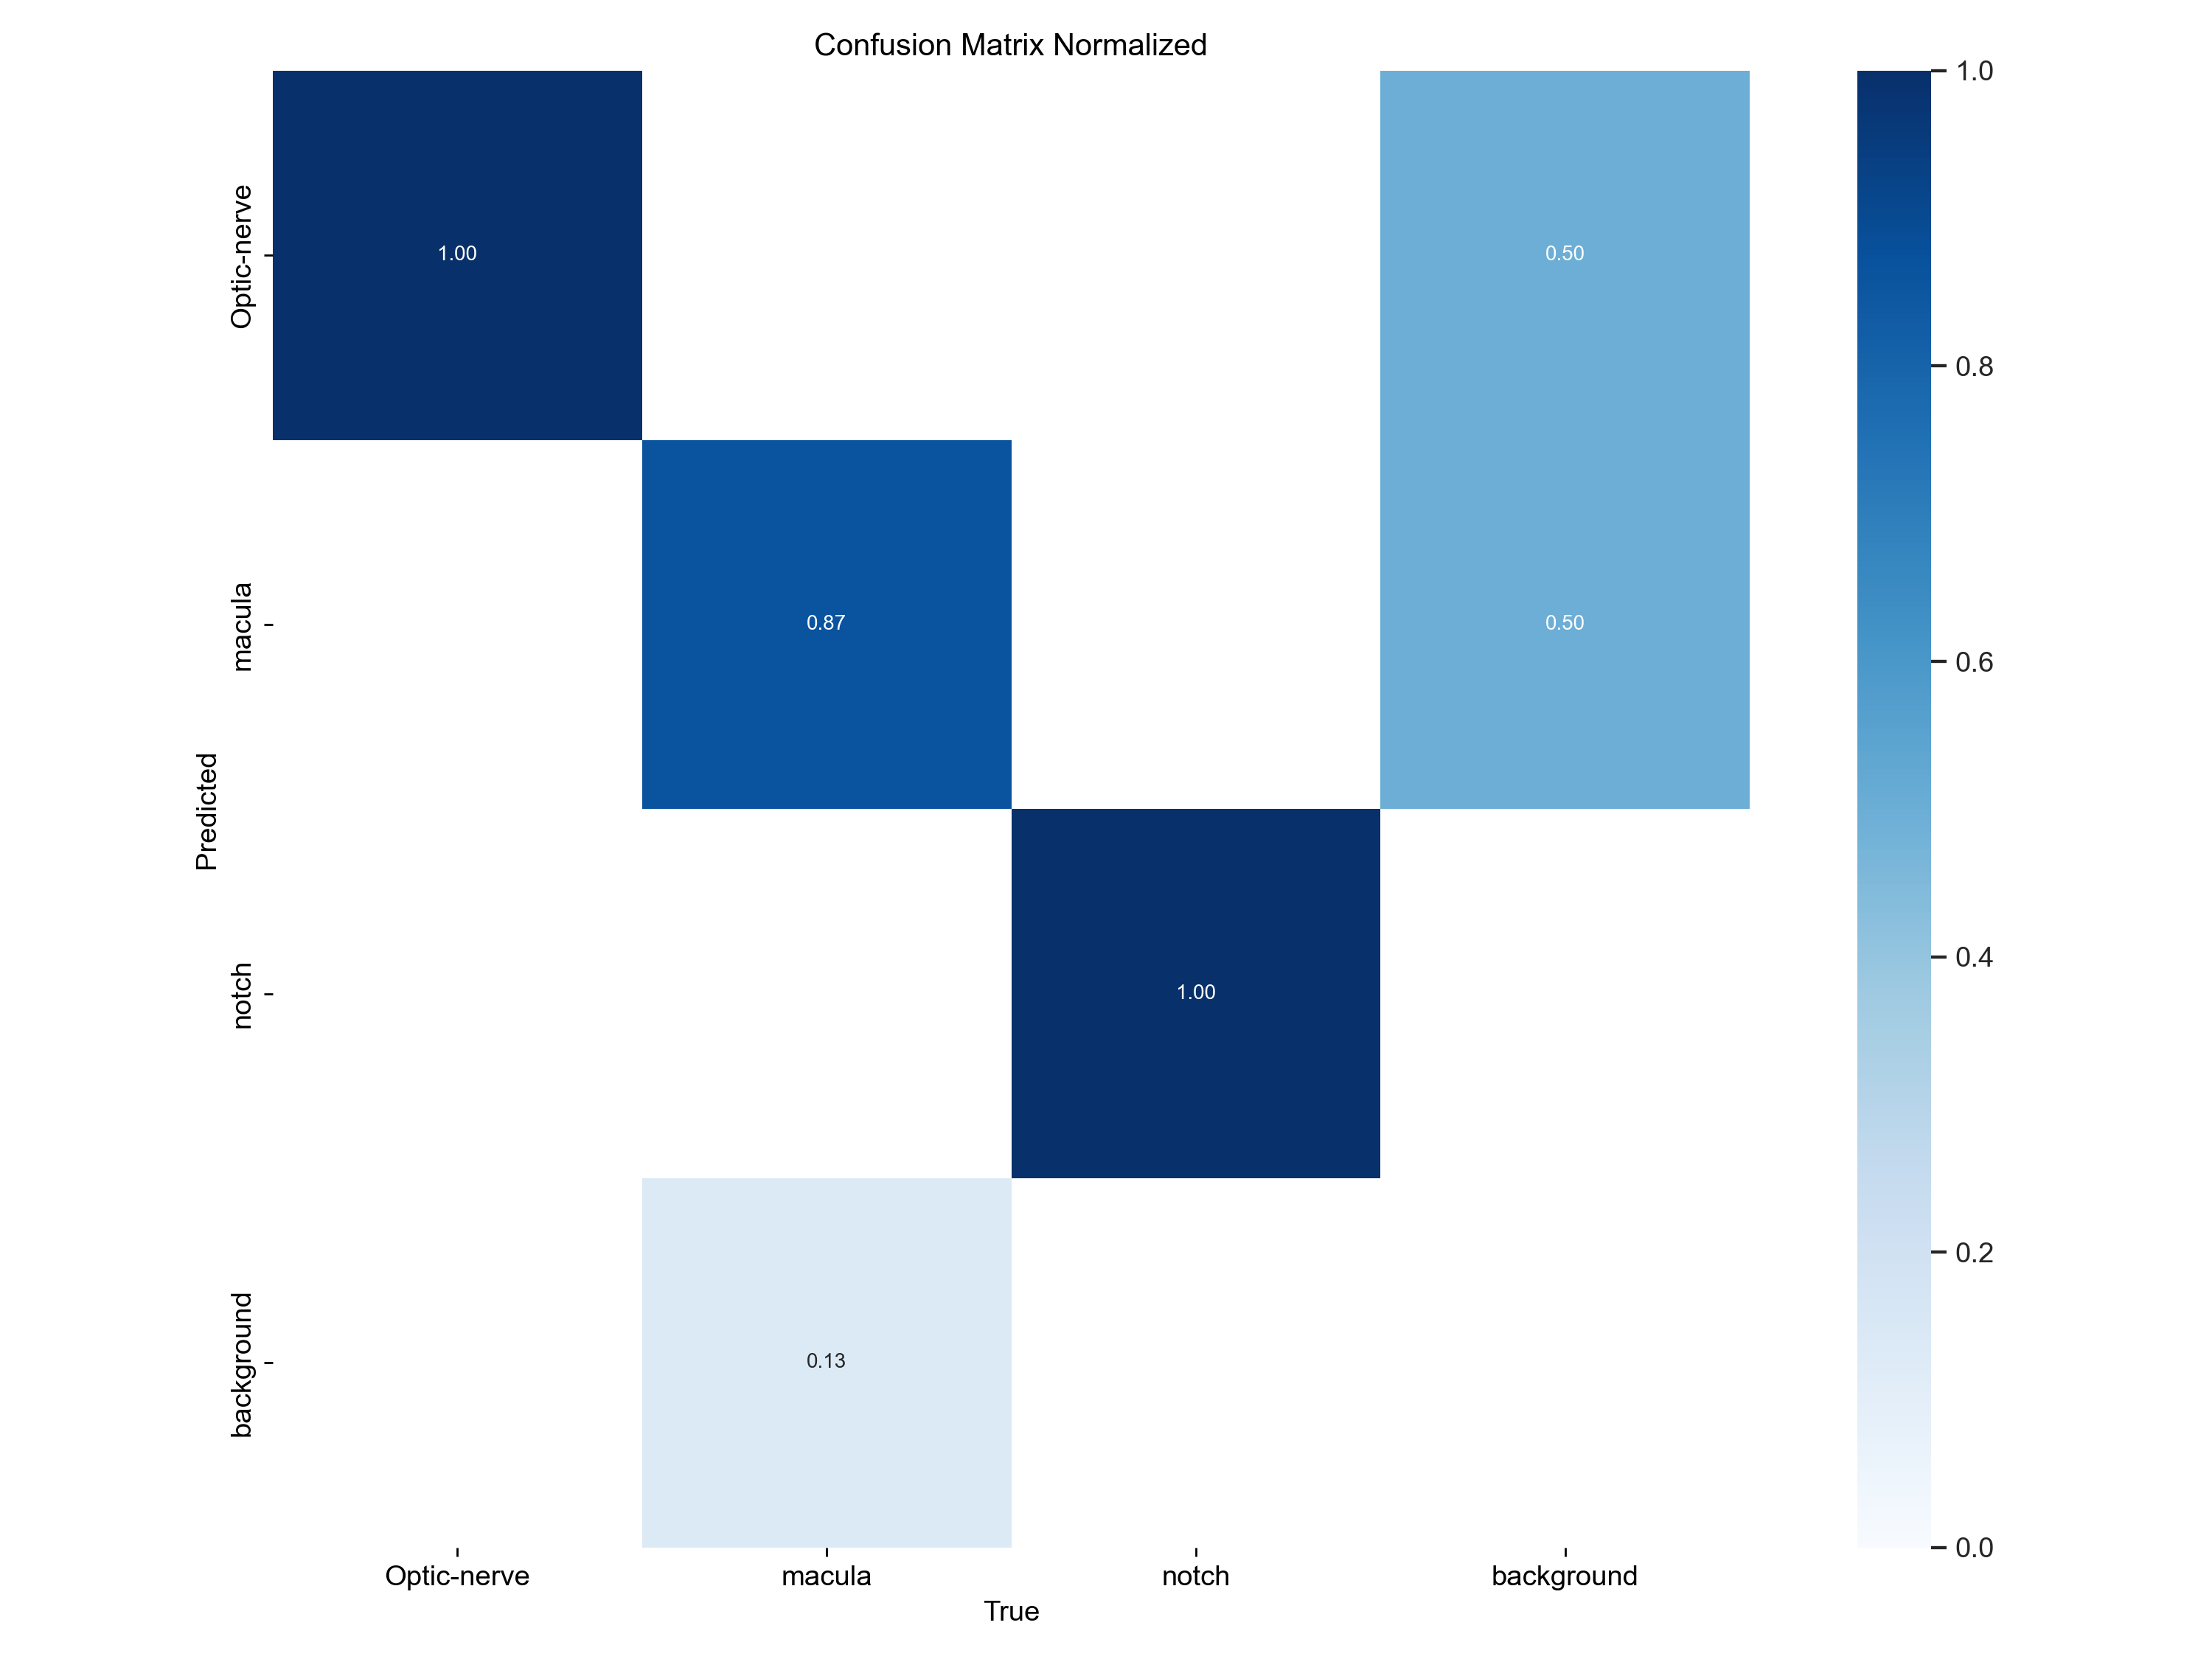 Confusion Matrix Normalized
Optic-nerve
macula
notch
background
Predicted
1.00
0.50
0.87
0.50
1.00
0.13
Optic-nerve
macula
notch
background
True
1.0
0.8
0.6
0.4
0.2
0.0